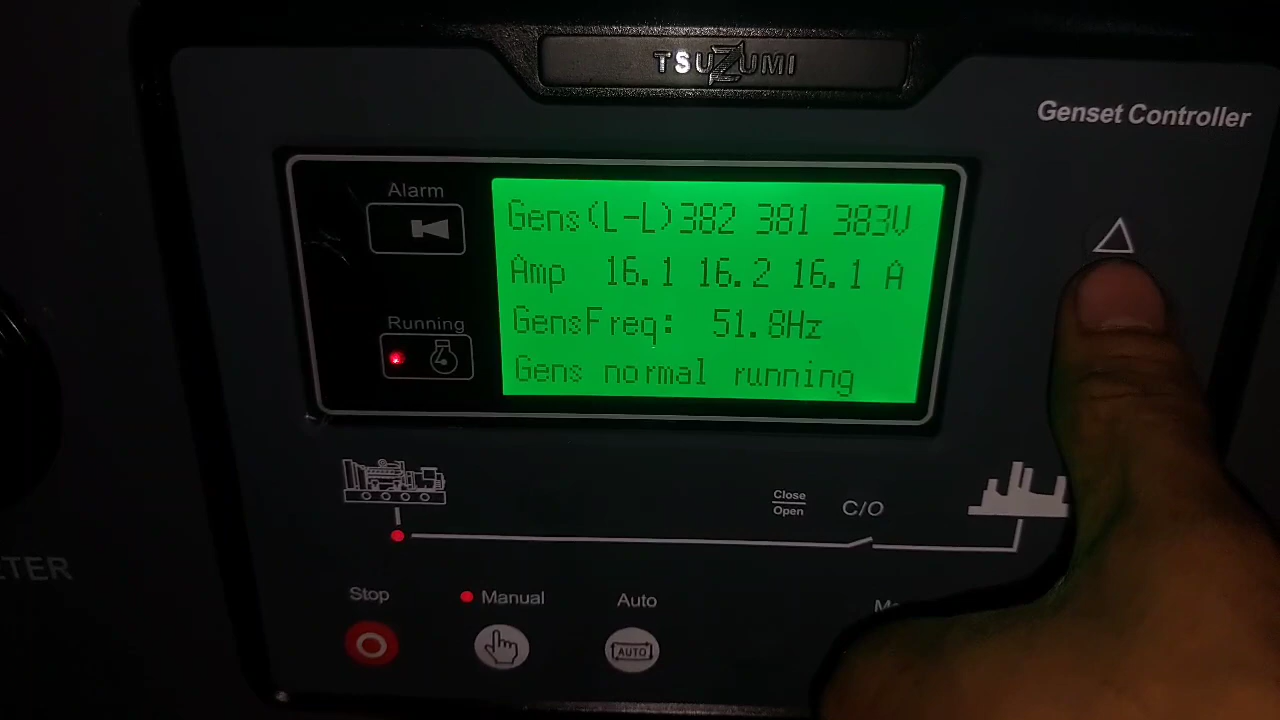 TSUZUMI
Genset Controller
Alarm
Gens(L-L)382 381 383V
Amp 16.1 16.2 16.1 A
Running
GensFreq: 51.8Hz
Gens normal running
Close
Open
C/O
Stop
Manual
Auto
AUTO